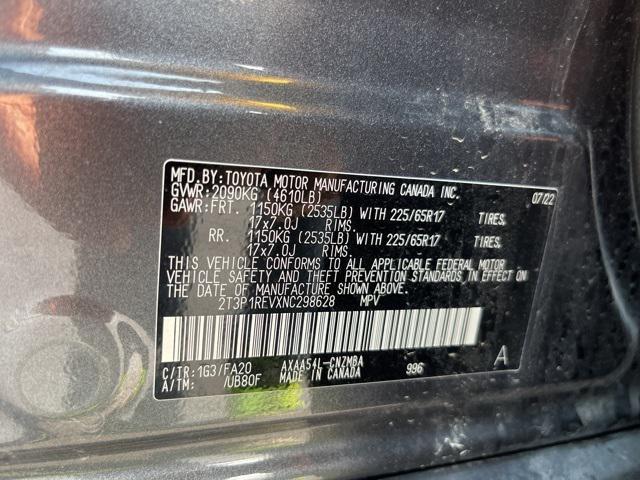 MFD.BY: TOYOTA MOTOR MANUFACTURING CANADA INC. 07/22
GVWR: 2090KG (4610LB)
GAWR: FRT. 1150KG (2535LB) WITH 225/65R17 TIRES,
17x7.0J RIMS.
RR. 1150KG (2535LB) WITH 225/65R17 TIRES,
17x7.0J RIMS.
THIS VEHICLE CONFORMS TO ALL APPLICABLE FEDERAL MOTOR
VEHICLE SAFETY AND THEFT PREVENTION STANDARDS IN EFFECT
ON THE DATE OF MANUFACTURE SHOWN ABOVE.
2T3P1REVXNC298628 MPV
C/TR: 1G3/FA20 AXAA54L-CNZMBA A
A/TM: /UB80F MADE IN CANADA 996